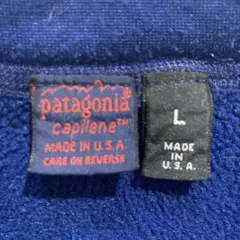 patagonia
capilene™
MADE IN U.S.A.
CARE ON REVERSE
L
MADE
IN
U.S.A.